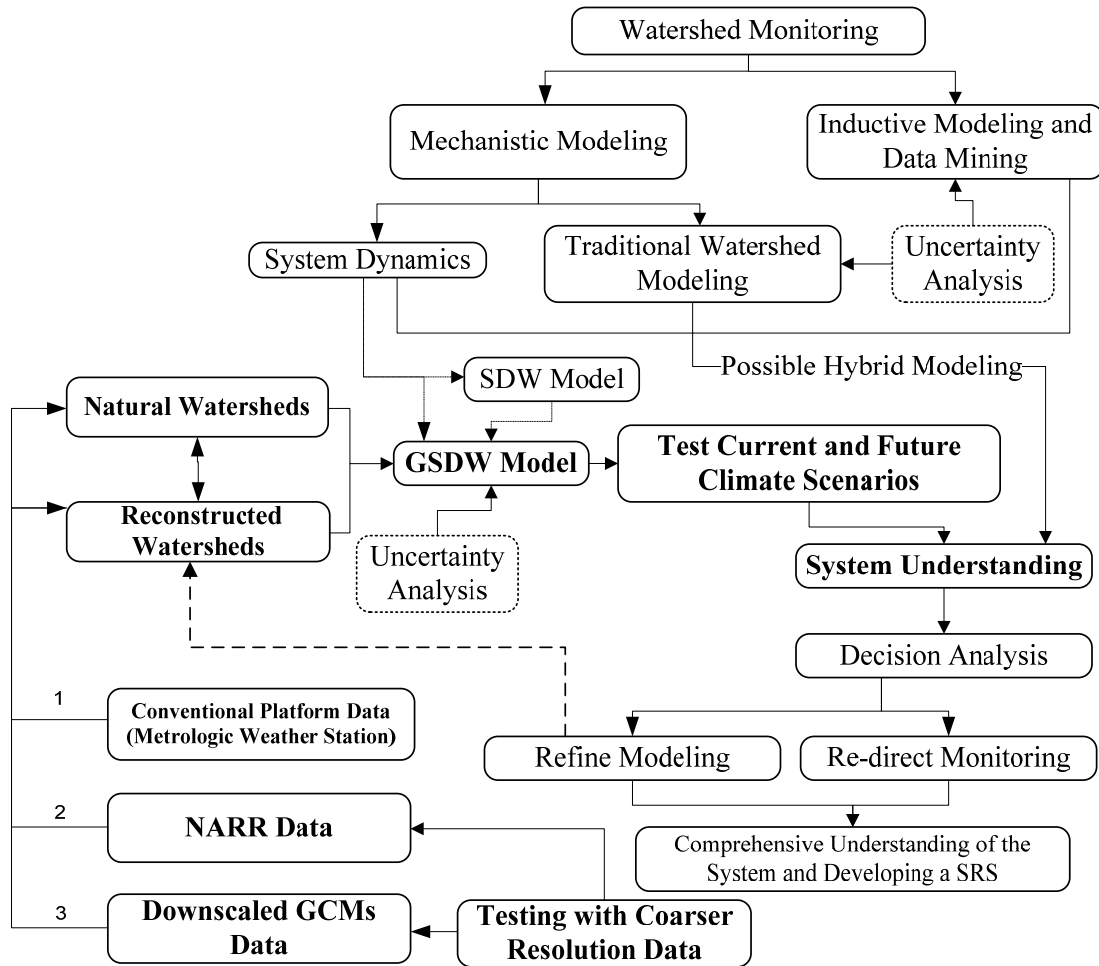 Watershed Monitoring
Mechanistic Modeling
Inductive Modeling and
Data Mining
System Dynamics
Traditional Watershed
Modeling
Uncertainty
Analysis
Possible Hybrid Modeling
SDW Model
Natural Watersheds
GSDW Model
Test Current and Future
Climate Scenarios
Reconstructed
Watersheds
Uncertainty
Analysis
System Understanding
Decision Analysis
1
Conventional Platform Data
(Metrologic Weather Station)
Refine Modeling
Re-direct Monitoring
2
NARR Data
Comprehensive Understanding of the
System and Developing a SRS
3
Downscaled GCMs
Data
Testing with Coarser
Resolution Data